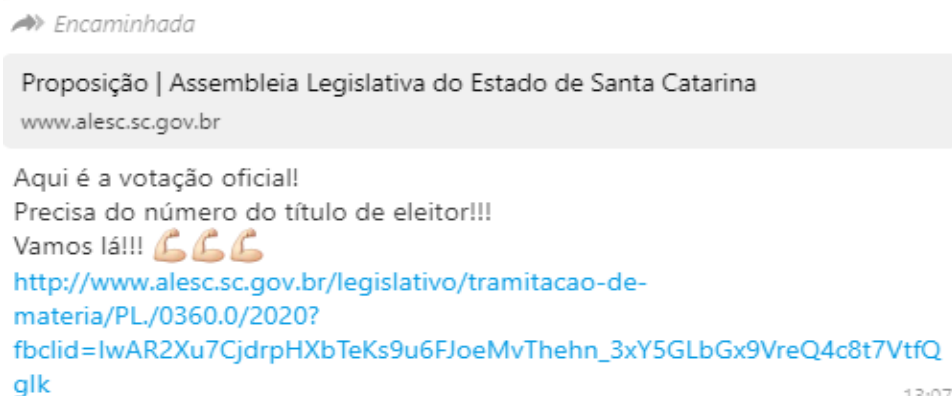 Encaminhada
Proposição | Assembleia Legislativa do Estado de Santa Catarina
www.alesc.sc.gov.br
Aqui é a votação oficial!
Precisa do número do título de eleitor!!!
Vamos lá!!! 💪🏻💪🏻💪🏻
http://www.alesc.sc.gov.br/legislativo/tramitacao-de-
materia/PL./0360.0/2020?
fbclid=IwAR2Xu7CjdrpHXbTeKs9u6FJoeMvThehn_3xY5GLbGx9VreQ4c8t7VtfQ
glk
13:07